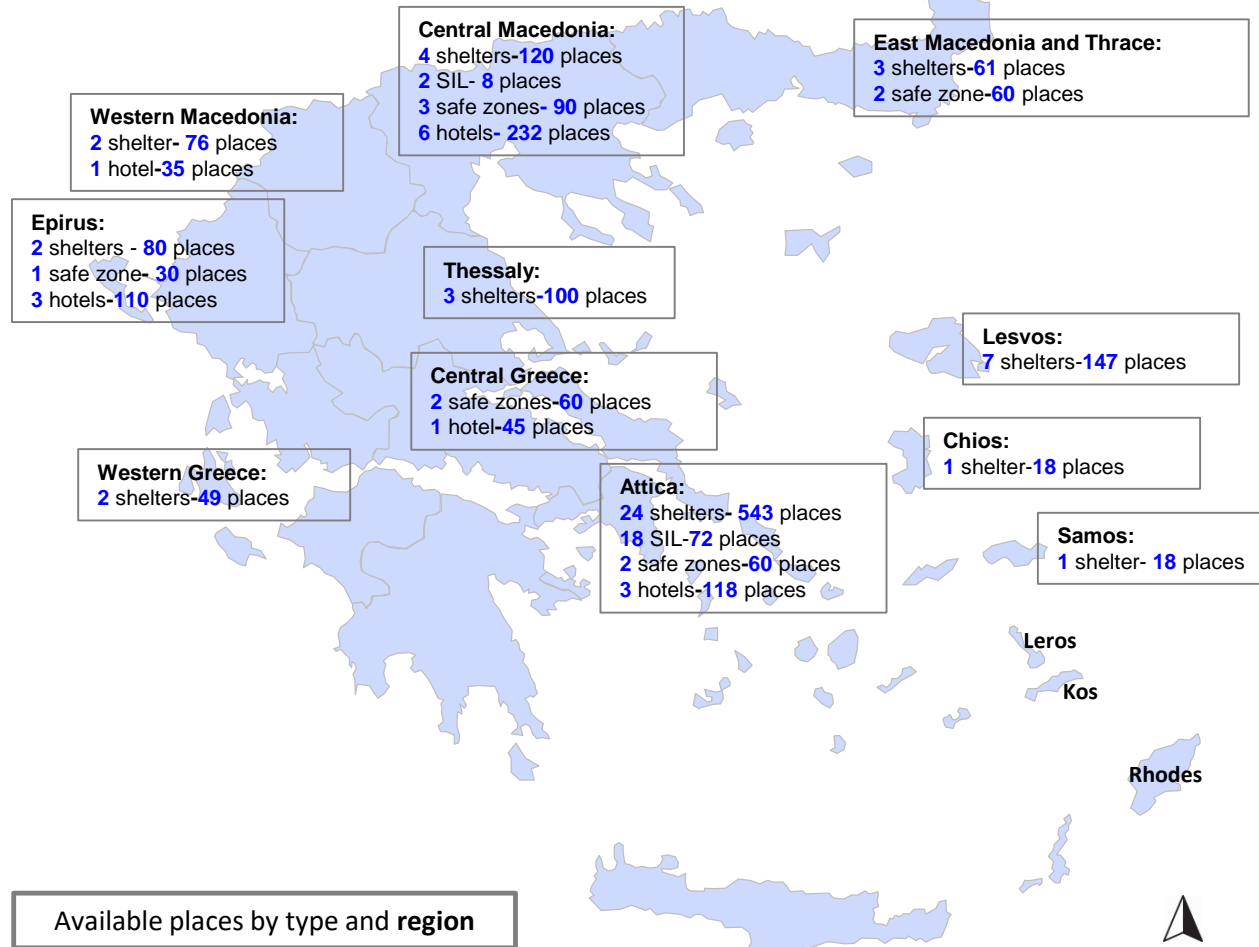 Central Macedonia:
4 shelters-120 places
2 SIL- 8 places
3 safe zones- 90 places
6 hotels- 232 places
East Macedonia and Thrace:
3 shelters-61 places
2 safe zone-60 places
Western Macedonia:
2 shelter- 76 places
1 hotel-35 places
Epirus:
2 shelters - 80 places
1 safe zone- 30 places
3 hotels-110 places
Thessaly:
3 shelters-100 places
Lesvos:
7 shelters-147 places
Central Greece:
2 safe zones-60 places
1 hotel-45 places
Chios:
1 shelter-18 places
Western Greece:
2 shelters-49 places
Attica:
24 shelters- 543 places
18 SIL-72 places
2 safe zones-60 places
3 hotels-118 places
Samos:
1 shelter- 18 places
Leros
Kos
Rhodes
Available places by type and region